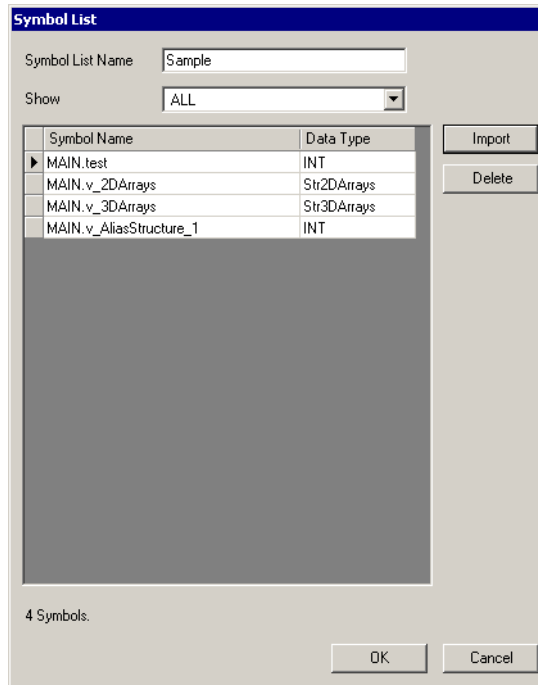 Symbol List
Symbol List Name Sample
Show ALL
Symbol Name Data Type Import
MAIN.test INT
MAIN.v_2DArrays Str2DArrays Delete
MAIN.v_3DArrays Str3DArrays
MAIN.v_AliasStructure_1 INT
4 Symbols.
OK Cancel